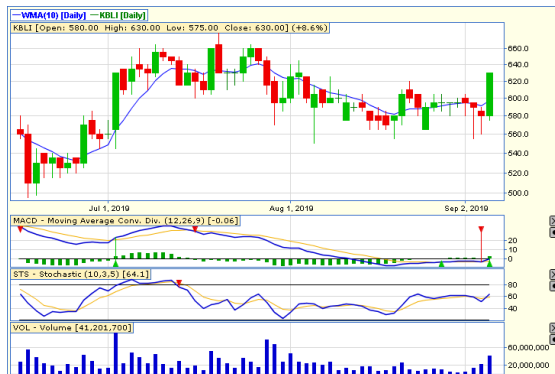 WMA(10) [Daily] KBLI [Daily]
KBLI [Open: 580.00 High: 630.00 Low: 575.00 Close: 630.00] (+8.6%)
660.0
640.0
620.0
600.0
580.0
560.0
540.0
520.0
500.0
Jul 1, 2019 Aug 1, 2019 Sep 2, 2019
MACD - Moving Average Conv. Div. (12,26,9) [-0.06]
20
10
0
STS - Stochastic (10,3,5) [64.1]
80
60
40
VOL - Volume [41,201,700]
60,000,000
20,000,000